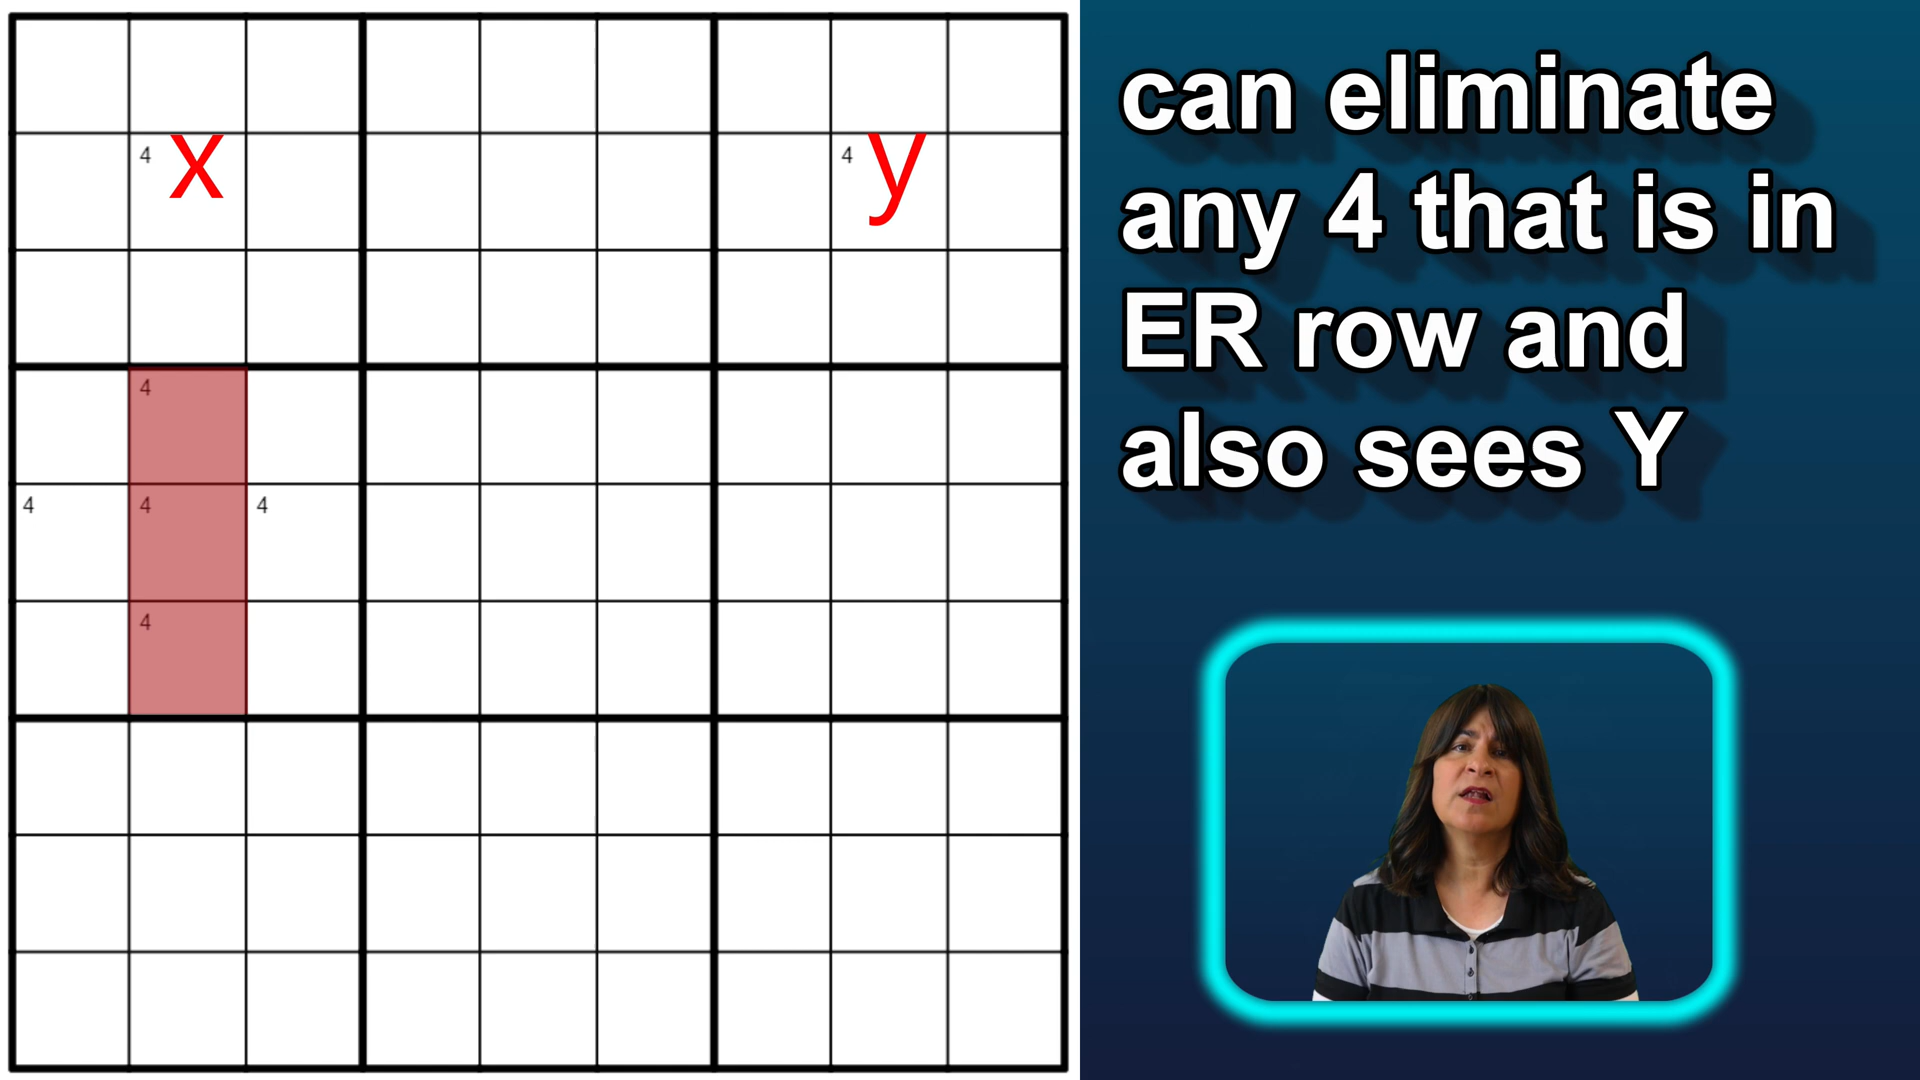 4 x 4 y
4
4 4 4
4
can eliminate
any 4 that is in
ER row and
also sees Y